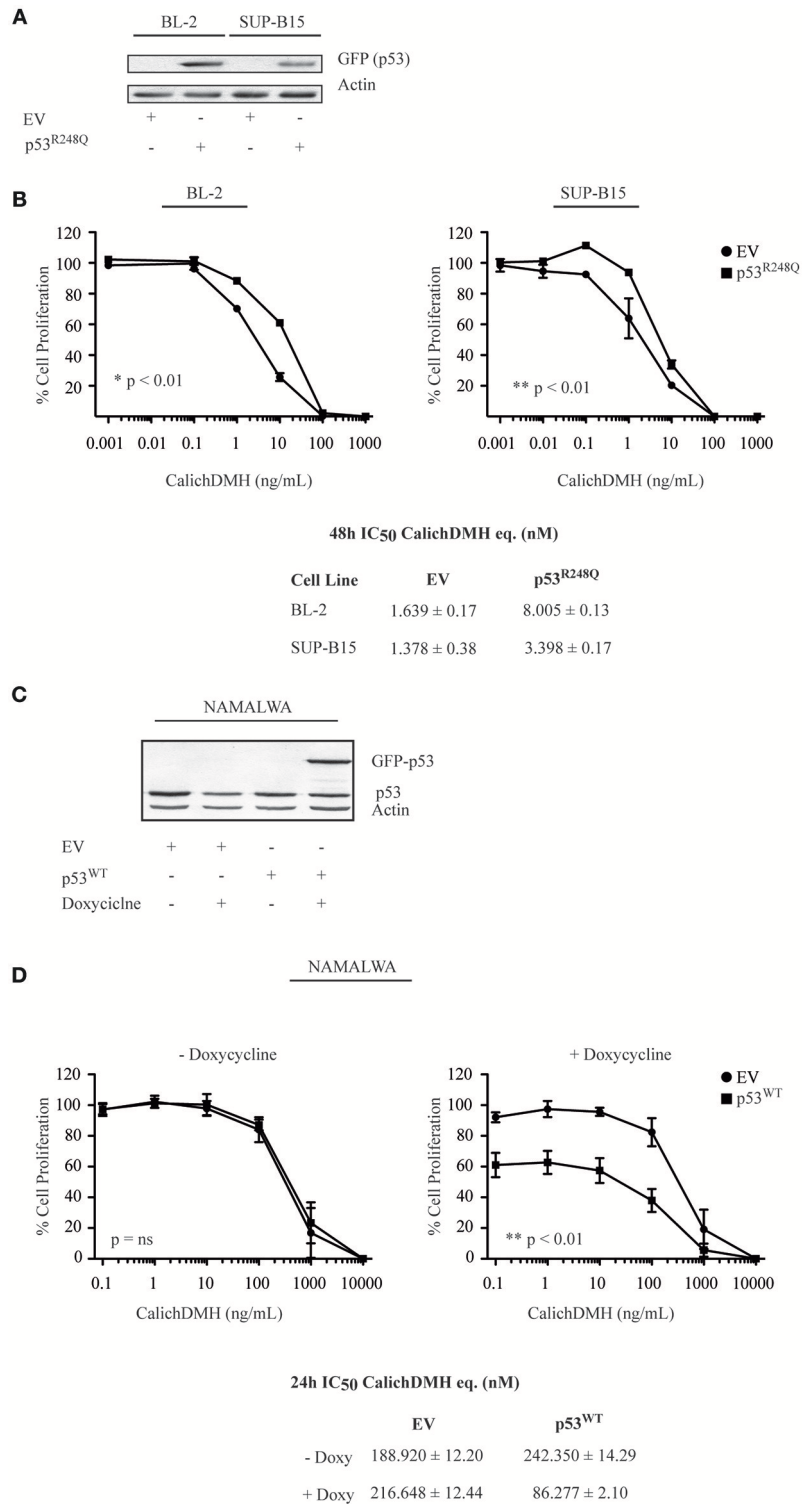 A
BL-2 SUP-B15
GFP (p53)
Actin
EV + - + -
p53R248Q - + - +
B
BL-2 SUP-B15
120 120
100 100
80 80
60 60
40 40
20 20
% Cell Proliferation % Cell Proliferation
* p < 0.01 ** p < 0.01
EV
p53R248Q
0.001 0.01 0.1 1 10 100 1000 0.001 0.01 0.1 1 10 100 1000
CalichDMH (ng/mL) CalichDMH (ng/mL)
48h IC50 CalichDMH eq. (nM)
Cell Line EV p53R248Q
BL-2 1.639 ± 0.17 8.005 ± 0.13
SUP-B15 1.378 ± 0.38 3.398 ± 0.17
C
NAMALWA
GFP-p53
p53
Actin
EV + + - -
p53WT - - + +
Doxyciclne - + - +
D
NAMALWA
- Doxycycline + Doxycycline
120 120
100 100
80 80
60 60
40 40
20 20
0 0
% Cell Proliferation % Cell Proliferation
p = ns ** p < 0.01
EV
p53WT
0.1 1 10 100 1000 10000 0.1 1 10 100 1000 10000
CalichDMH (ng/mL) CalichDMH (ng/mL)
24h IC50 CalichDMH eq. (nM)
EV p53WT
- Doxy 188.920 ± 12.20 242.350 ± 14.29
+ Doxy 216.648 ± 12.44 86.277 ± 2.10